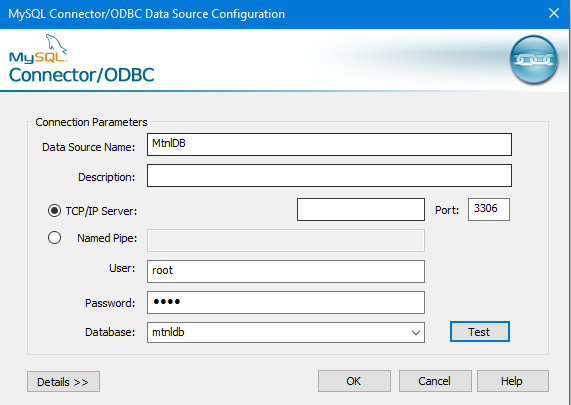 MySQL Connector/ODBC Data Source Configuration
MySQL
Connector/ODBC
Connection Parameters
Data Source Name: MtnlDB
Description:
TCP/IP Server: Port: 3306
Named Pipe:
User: root
Password: ••••
Database: mtnldb Test
Details >> OK Cancel Help